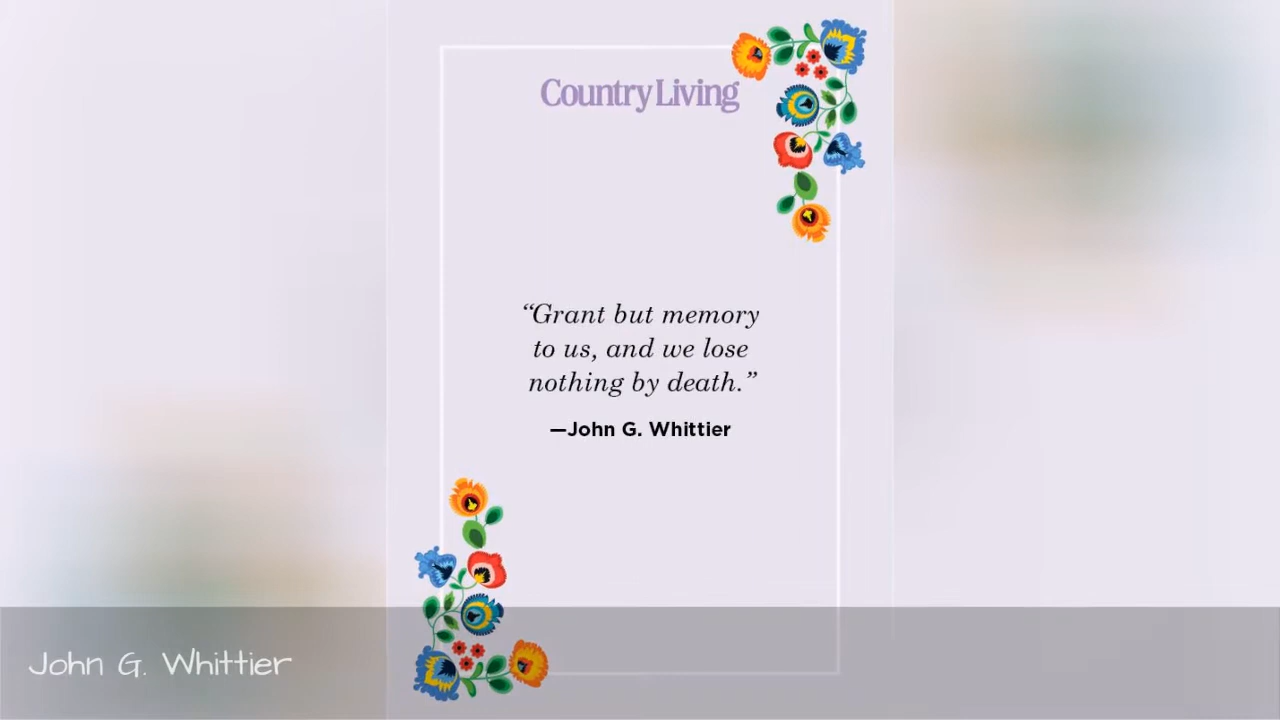 Country Living
“Grant but memory
to us, and we lose
nothing by death.”
—John G. Whittier
John G. Whittier